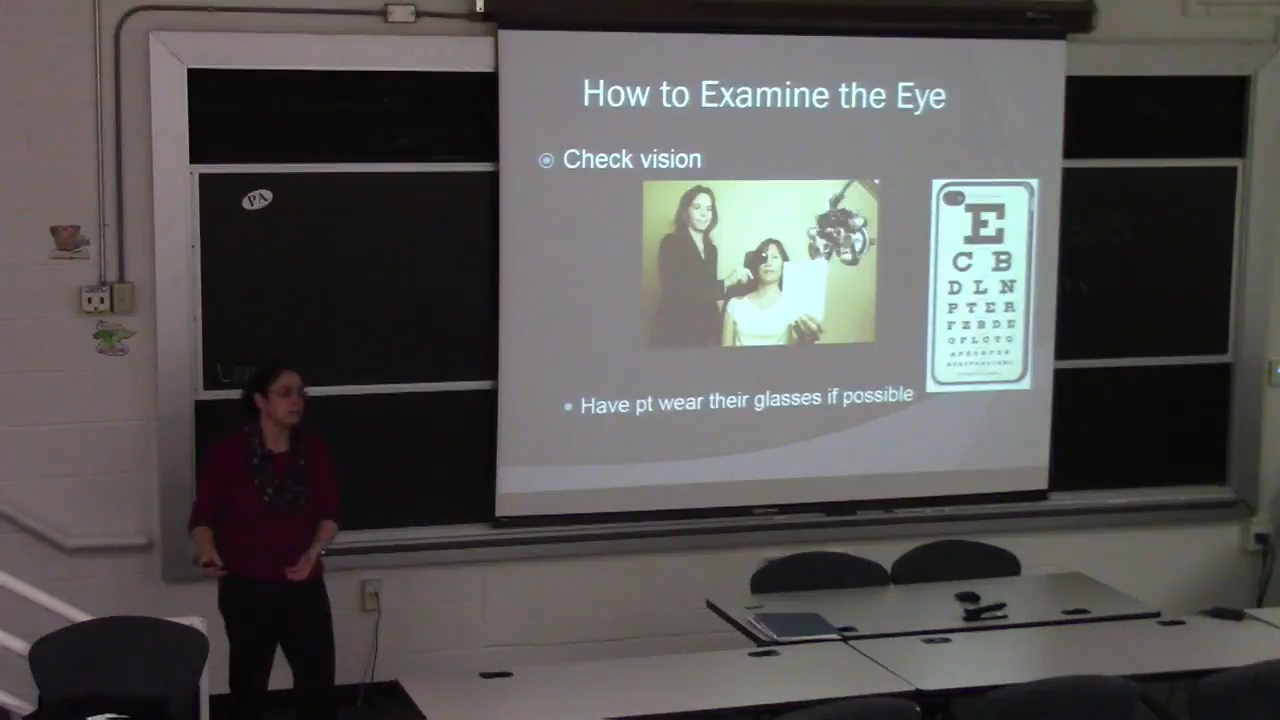 How to Examine the Eye
Check vision
PA
E
C B
D L N
P T E R
F Z B D E
O F L C T G
Have pt wear their glasses if possible